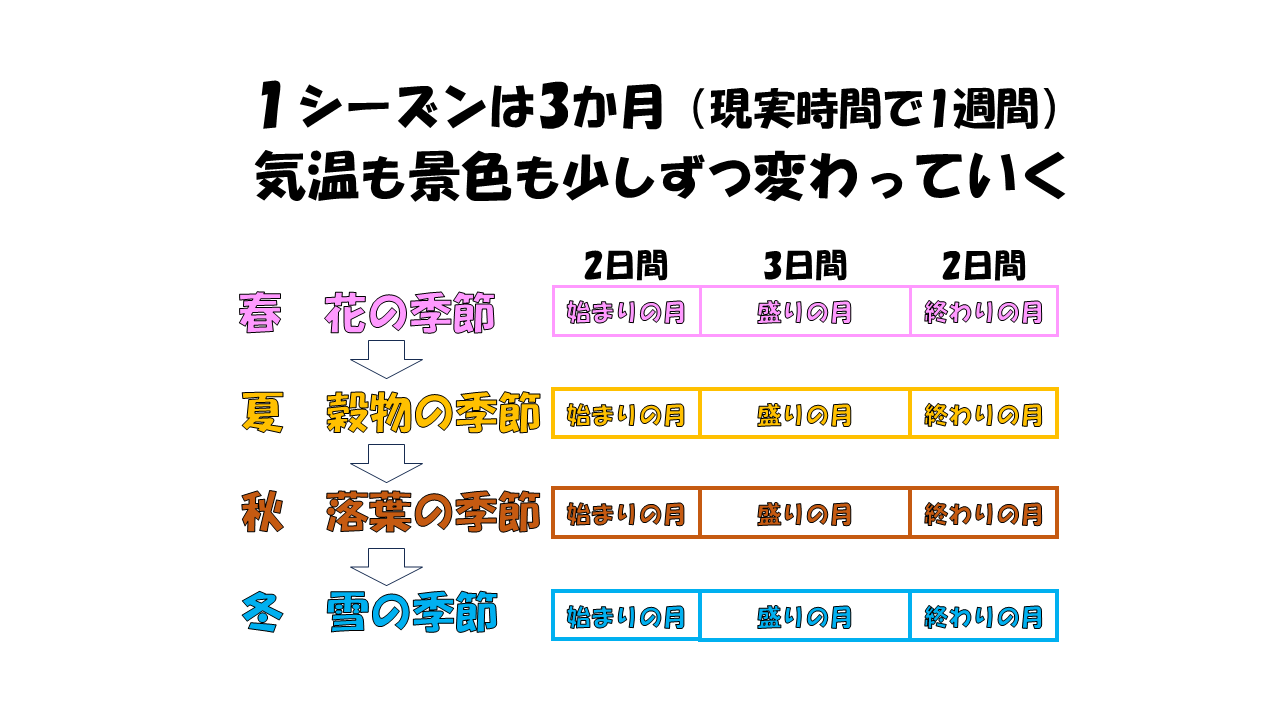 1シーズンは3か月（現実時間で1週間）
気温も景色も少しずつ変わっていく
2日間 3日間 2日間
春 花の季節 始まりの月 盛りの月 終わりの月
夏 穀物の季節 始まりの月 盛りの月 終わりの月
秋 落葉の季節 始まりの月 盛りの月 終わりの月
冬 雪の季節 始まりの月 盛りの月 終わりの月